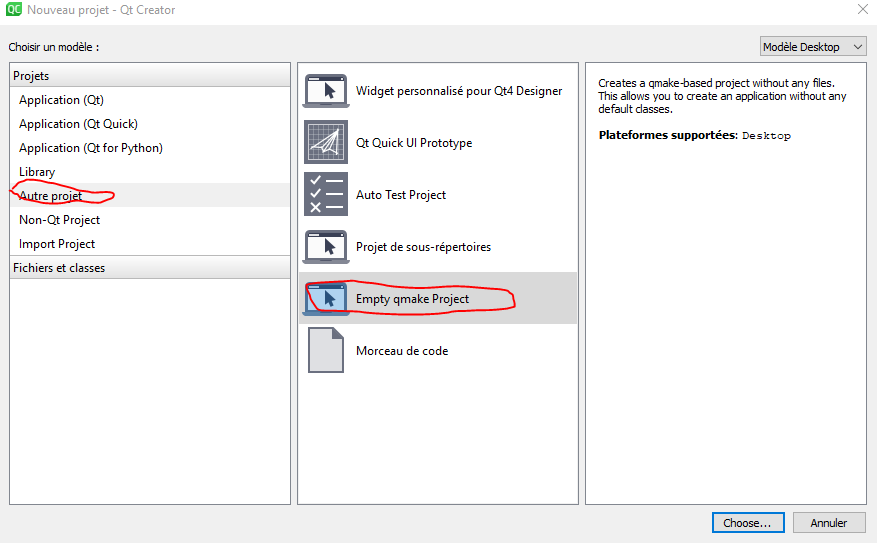 QC Nouveau projet - Qt Creator
Choisir un modèle :
Modèle Desktop
Projets
Application (Qt)
Application (Qt Quick)
Application (Qt for Python)
Library
Autre projet
Non-Qt Project
Import Project
Fichiers et classes
Widget personnalisé pour Qt4 Designer
Qt Quick UI Prototype
Auto Test Project
Projet de sous-répertoires
Empty qmake Project
Morceau de code
Creates a qmake-based project without any files.
This allows you to create an application without any
default classes.
Plateformes supportées: Desktop
Choose...
Annuler